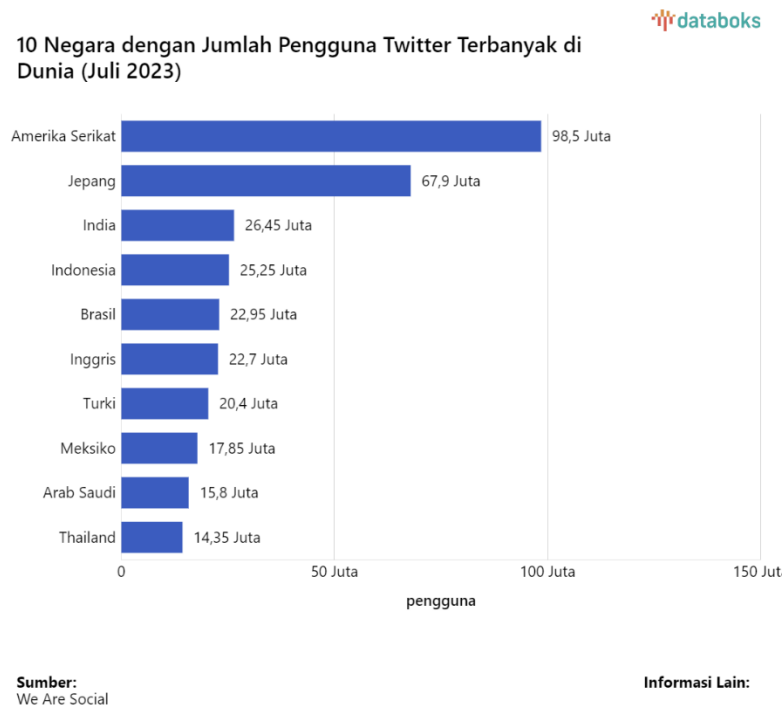 databoks
10 Negara dengan Jumlah Pengguna Twitter Terbanyak di
Dunia (Juli 2023)
Amerika Serikat 98,5 Juta
Jepang 67,9 Juta
India 26,45 Juta
Indonesia 25,25 Juta
Brasil 22,95 Juta
Inggris 22,7 Juta
Turki 20,4 Juta
Meksiko 17,85 Juta
Arab Saudi 15,8 Juta
Thailand 14,35 Juta
0 50 Juta 100 Juta 150 Jut
pengguna
Sumber: Informasi Lain:
We Are Social